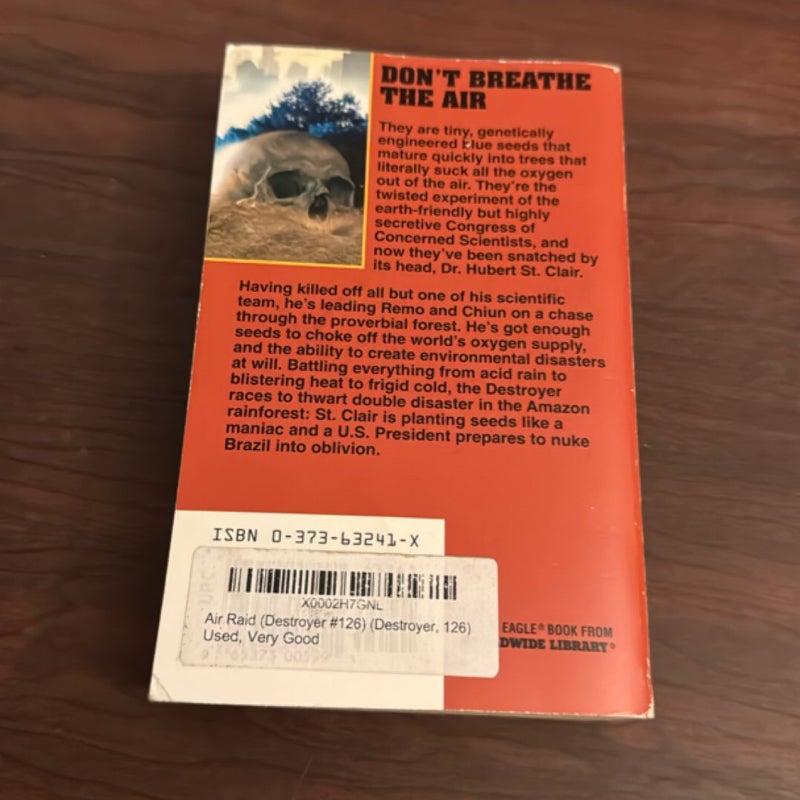 DON'T BREATHE
THE AIR
They are tiny, genetically
engineered blue seeds that
mature quickly into trees that
literally suck all the oxygen
out of the air. They're the
twisted experiment of the
earth-friendly but highly
secretive Congress of
Concerned Scientists, and
now they've been snatched by
its head, Dr. Hubert St. Clair.
Having killed off all but one of his scientific
team, he's leading Remo and Chiun on a chase
through the proverbial forest. He's got enough
seeds to choke off the world's oxygen supply,
and the ability to create environmental disasters
at will. Battling everything from acid rain to
blistering heat to frigid cold, the Destroyer
races to thwart double disaster in the Amazon
rainforest: St. Clair is planting seeds like a
maniac and a U.S. President prepares to nuke
Brazil into oblivion.
ISBN 0-373-63241-X
X0002H7GNL
Air Raid (Destroyer #126) (Destroyer, 126)
Used, Very Good
EAGLE® BOOK FROM
DWIDE LIBRARY®